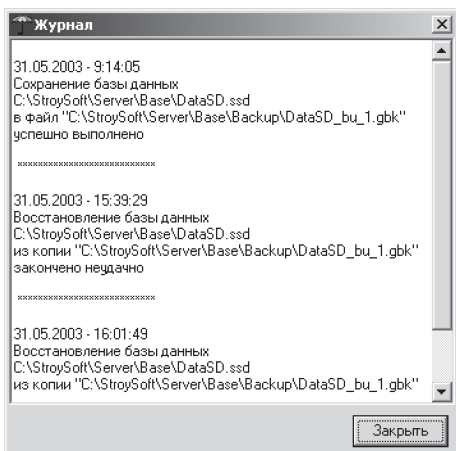 Журнал
31.05.2003 - 9:14:05
Сохранение базы данных
C:\StroySoft\Server\Base\DataSD.ssd
в файл "C:\StroySoft\Server\Base\Backup\DataSD_bu_1.gbk"
успешно выполнено
***************************
31.05.2003 - 15:39:29
Восстановление базы данных
C:\StroySoft\Server\Base\DataSD.ssd
из копии "C:\StroySoft\Server\Base\Backup\DataSD_bu_1.gbk"
закончено неудачно
***************************
31.05.2003 - 16:01:49
Восстановление базы данных
C:\StroySoft\Server\Base\DataSD.ssd
из копии "C:\StroySoft\Server\Base\Backup\DataSD_bu_1.gbk"
Закрыть